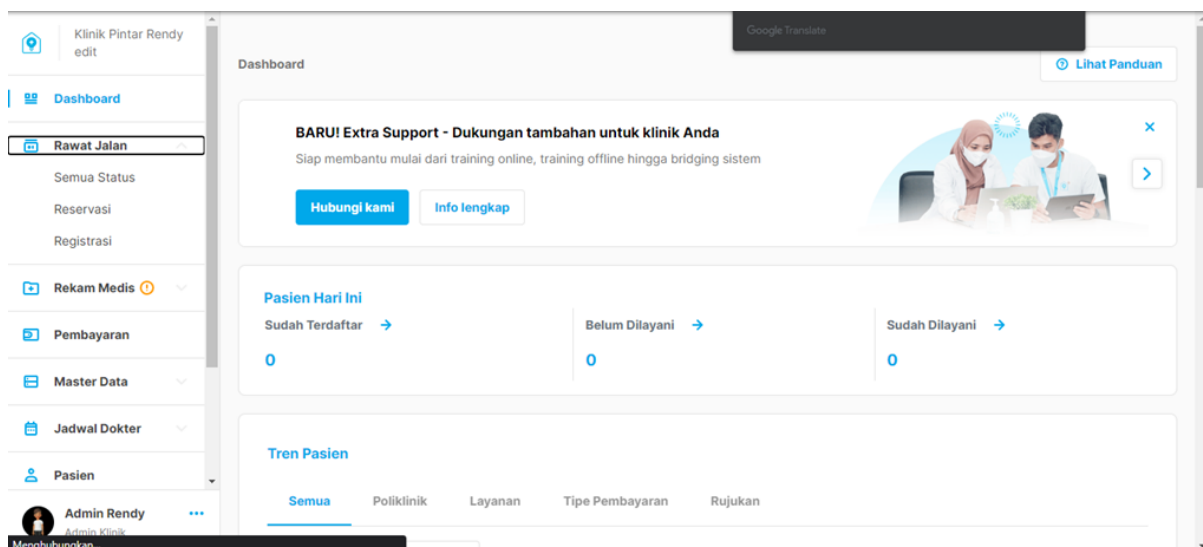 Klinik Pintar Rendy
edit
Dashboard
Rawat Jalan
Semua Status
Reservasi
Registrasi
Rekam Medis
Pembayaran
Master Data
Jadwal Dokter
Pasien
Admin Rendy
Admin Klinik
Menghubungkan...
Google Translate
Dashboard
Lihat Panduan
BARU! Extra Support - Dukungan tambahan untuk klinik Anda
Siap membantu mulai dari training online, training offline hingga bridging sistem
Hubungi kami Info lengkap
Pasien Hari Ini
Sudah Terdaftar Belum Dilayani Sudah Dilayani
0 0 0
Tren Pasien
Semua Poliklinik Layanan Tipe Pembayaran Rujukan